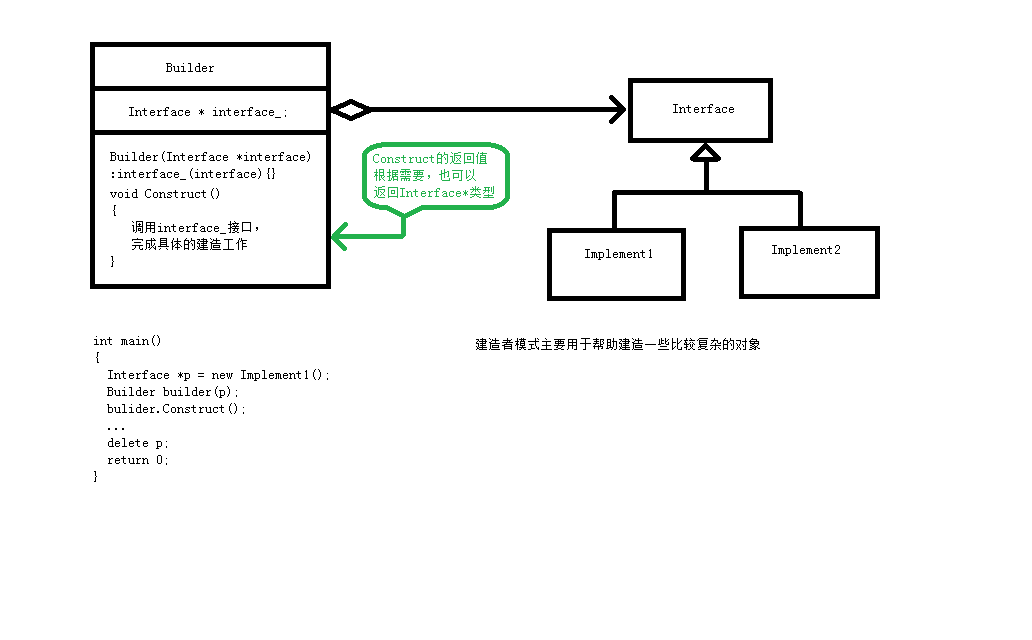 Builder
Interface * interface_;
Builder(Interface *interface)
:interface_(interface){}
void Construct()
{
调用interface_接口，
完成具体的建造工作
}
Construct的返回值
根据需要，也可以
返回Interface*类型
Interface
Implement1
Implement2
建造者模式主要用于帮助建造一些比较复杂的对象
int main()
{
Interface *p = new Implement1();
Builder builder(p);
bulider.Construct();
...
delete p;
return 0;
}